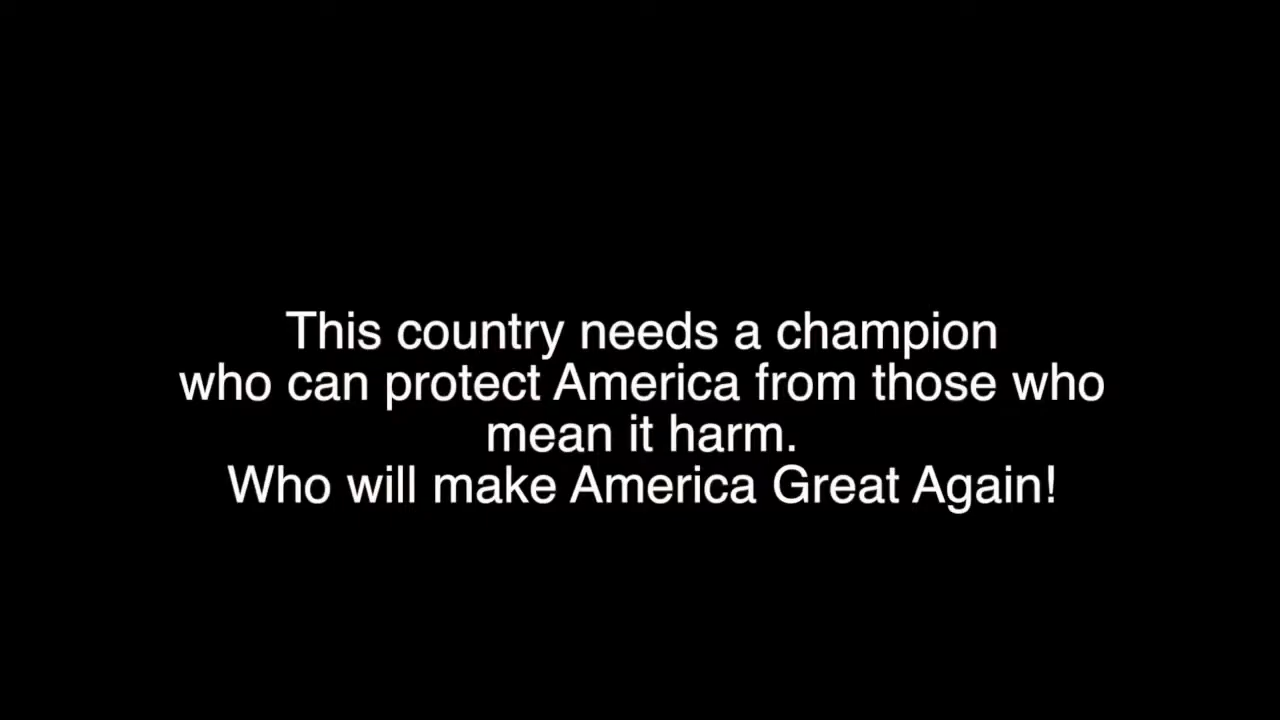 This country needs a champion
who can protect America from those who
mean it harm.
Who will make America Great Again!